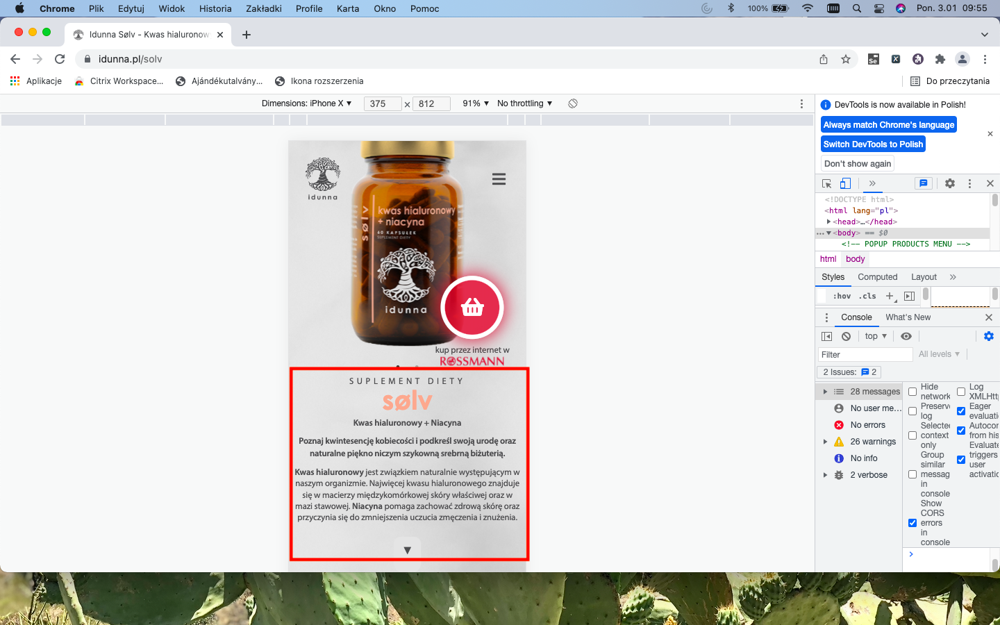 Chrome Plik Edytuj Widok Historia Zakładki Profile Karta Okno Pomoc 100% Pon. 3.01 09:55
Idunna Sølv - Kwas hialuronow
idunna.pl/solv
Aplikacje Citrix Workspace... Ajándékutalvány... Ikona rozszerzenia Do przeczytania
Dimensions: iPhone X ▼ 375 × 812 91% ▼ No throttling ▼
idunna
sølv
kwas hialuronowy
+ niacyna
60 KAPSUŁEK
SUPLEMENT DIETY
idunna
kup przez internet w
ROSSMANN
SUPLEMENT DIETY
sølv
Kwas hialuronowy + Niacyna
Poznaj kwintesencję kobiecości i podkreśl swoją urodę oraz
naturalne piękno niczym szykowną srebrną biżuterią.
Kwas hialuronowy jest związkiem naturalnie występującym w
naszym organizmie. Najwięcej kwasu hialuronowego znajduje
się w macierzy międzykomórkowej skóry właściwej oraz w
mazi stawowej. Niacyna pomaga zachować zdrową skórę oraz
przyczynia się do zmniejszenia uczucia zmęczenia i znużenia.
▼
DevTools is now available in Polish!
Always match Chrome's language
Switch DevTools to Polish
Don't show again
<!DOCTYPE html>
<html lang="pl">
<head>…</head>
<body> == $0
<!-- POPUP PRODUCTS MENU -->
html body
Styles Computed Layout
:hov .cls
Console What's New
top ▼
Filter All levels ▼
2 Issues: 2
28 messages
No user me...
No errors
26 warnings
No info
2 verbose
Hide
network
Preserve
log
Selected
context
only
Group
similar
messag
in
console
Show
CORS
errors
in
console
Log
XMLHtt
Eager
evaluati
Autocor
from his
Evaluate
triggers
user
activatio